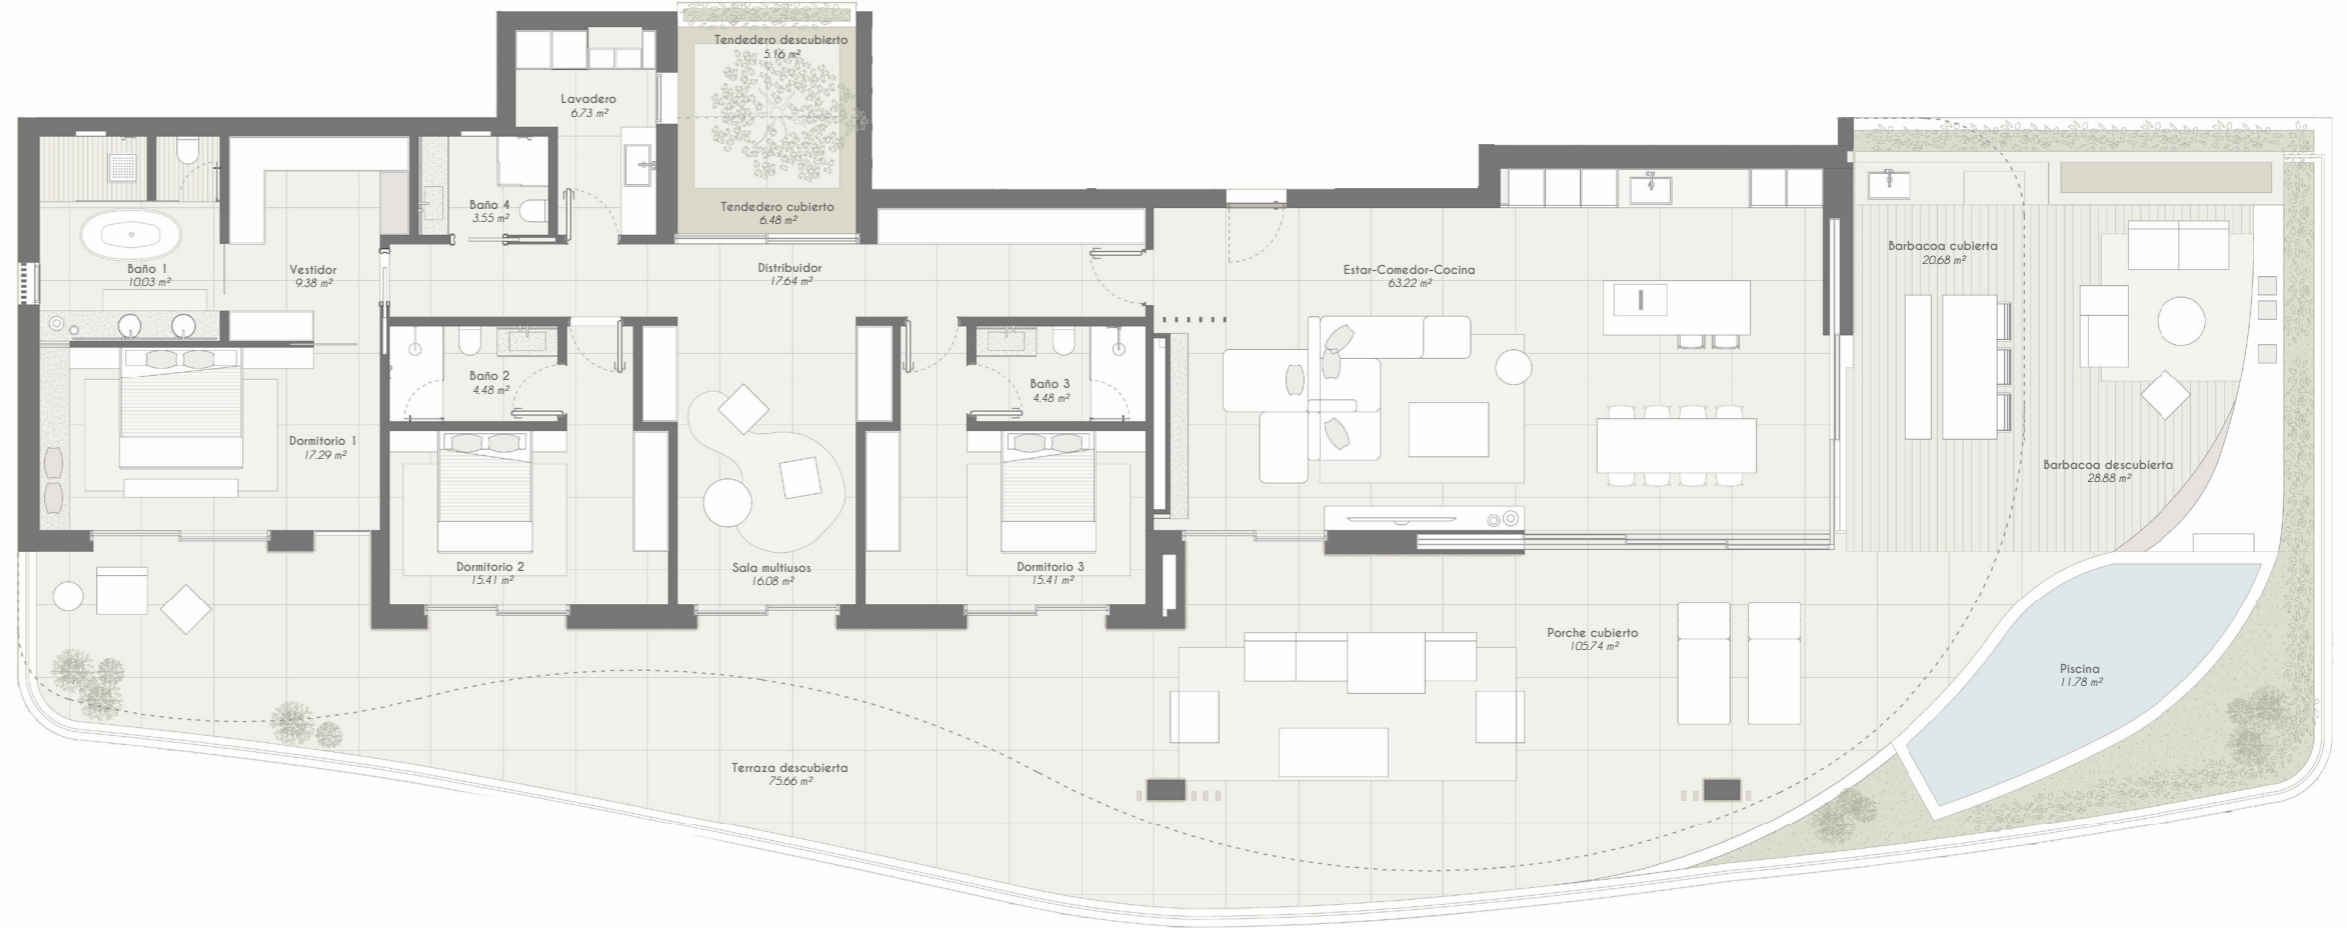 Tendedero descubierto
5.16 m²
Lavadero
6.73 m²
Baño 4
3.55 m²
Tendedero cubierto
6.48 m²
Baño 1
10.03 m²
Vestidor
9.38 m²
Distribuidor
17.64 m²
Estar-Comedor-Cocina
63.22 m²
Barbacoa cubierta
20.68 m²
Baño 2
4.48 m²
Baño 3
4.48 m²
Dormitorio 1
17.29 m²
Barbacoa descubierta
28.88 m²
Dormitorio 2
15.41 m²
Sala multiusos
16.08 m²
Dormitorio 3
15.41 m²
Porche cubierto
105.74 m²
Piscina
11.78 m²
Terraza descubierta
75.66 m²